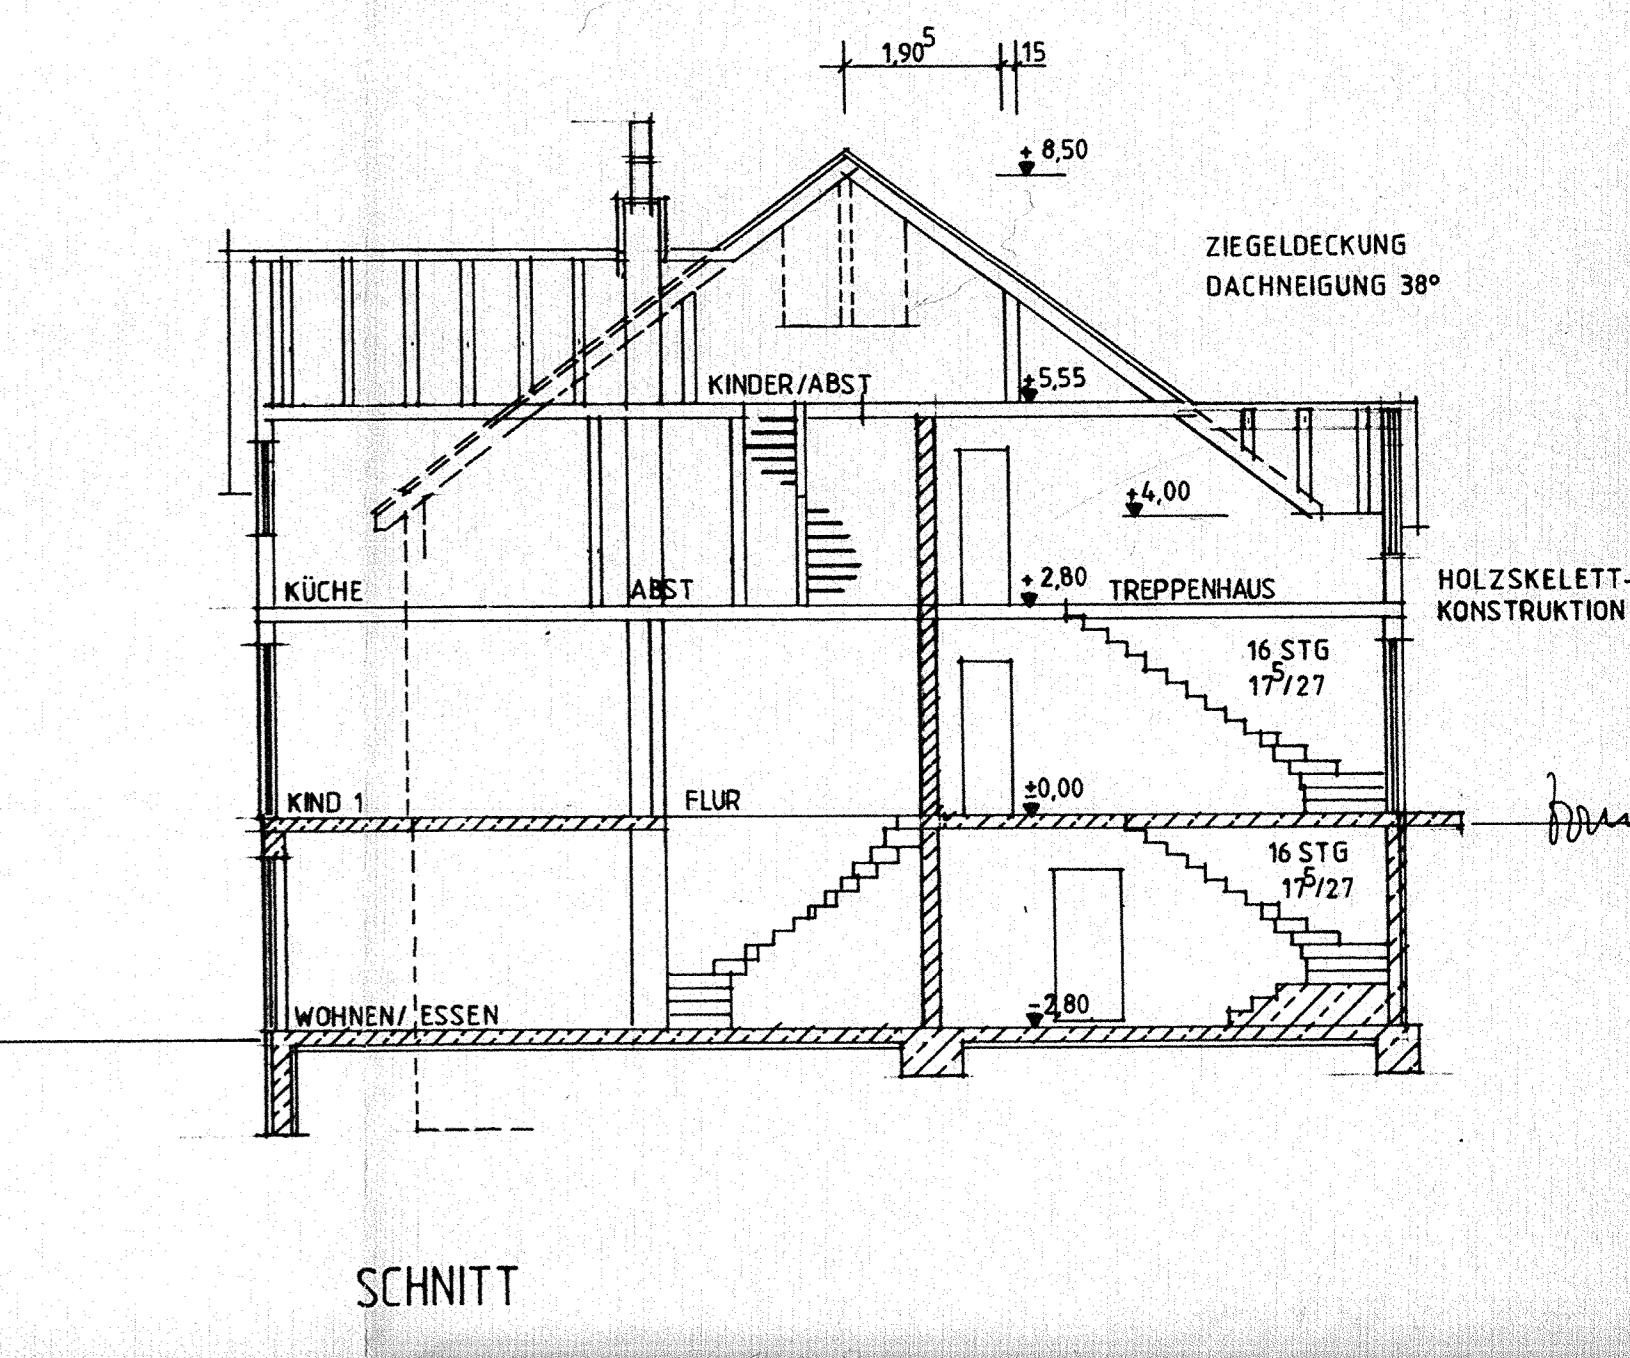 1,90⁵ 15
+ 8,50
ZIEGELDECKUNG
DACHNEIGUNG 38°
KINDER/ABST
+5,55
+4,00
KÜCHE
ABST
+ 2,80
TREPPENHAUS
HOLZSKELETT-
KONSTRUKTION
16 STG
17⁵/27
KIND 1
FLUR
±0,00
16 STG
17⁵/27
WOHNEN/ ESSEN
-2,80
SCHNITT